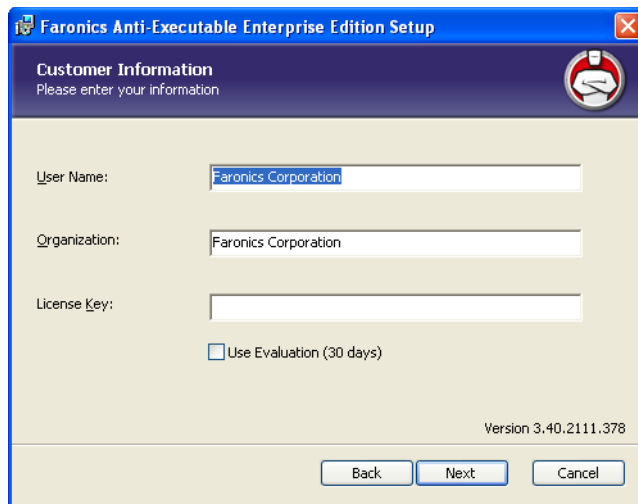 Faronics Anti-Executable Enterprise Edition Setup
Customer Information
Please enter your information
User Name:
Faronics Corporation
Organization:
Faronics Corporation
License Key:
Use Evaluation (30 days)
Version 3.40.2111.378
Back Next Cancel